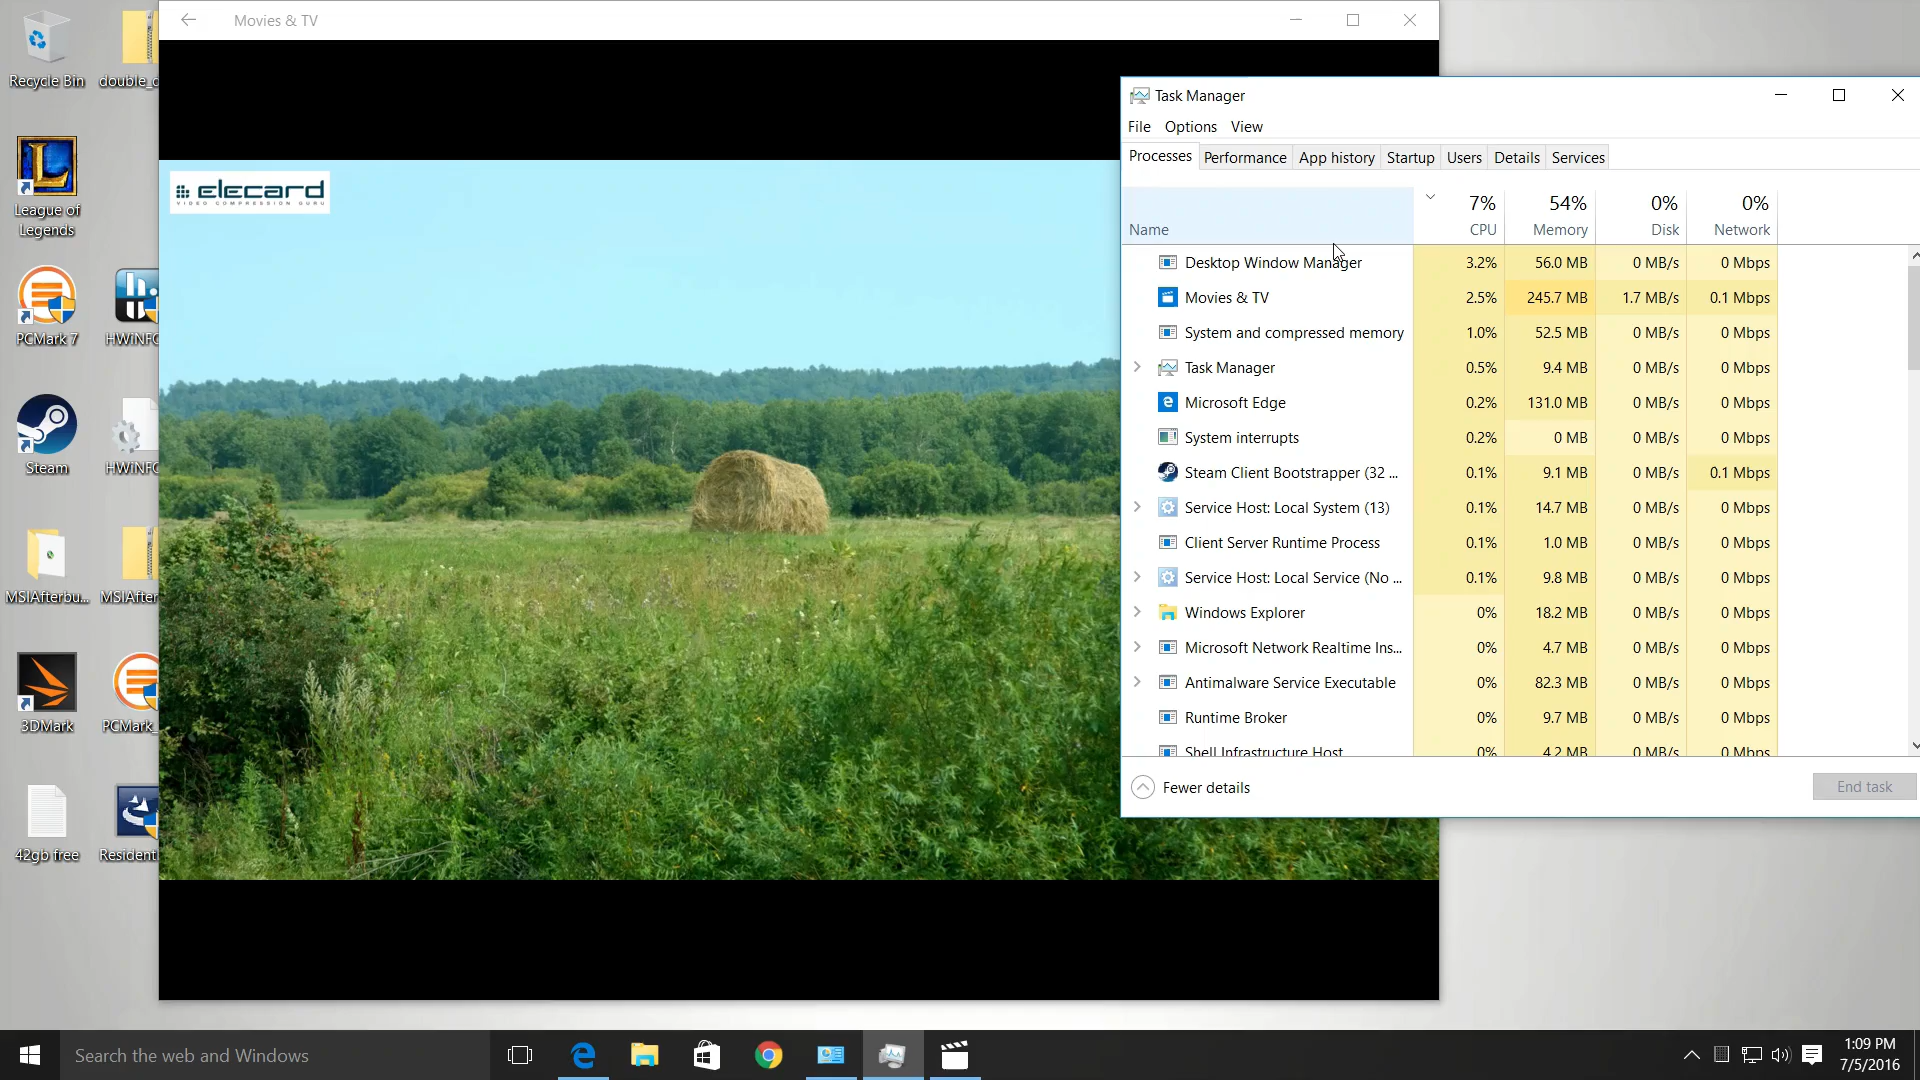 Movies & TV
Recycle Bin
double_d
League of
Legends
PCMark 7
HWiNFO
Steam
HWiNFO
MSIAfterbu...
MSIAfter
3DMark
PCMark_
42gb free
Resident
elecard
VIDEO COMPRESSION GURU
Task Manager
File Options View
Processes Performance App history Startup Users Details Services
7% 54% 0% 0%
Name CPU Memory Disk Network
Desktop Window Manager 3.2% 56.0 MB 0 MB/s 0 Mbps
Movies & TV 2.5% 245.7 MB 1.7 MB/s 0.1 Mbps
System and compressed memory 1.0% 52.5 MB 0 MB/s 0 Mbps
Task Manager 0.5% 9.4 MB 0 MB/s 0 Mbps
Microsoft Edge 0.2% 131.0 MB 0 MB/s 0 Mbps
System interrupts 0.2% 0 MB 0 MB/s 0 Mbps
Steam Client Bootstrapper (32 ... 0.1% 9.1 MB 0 MB/s 0.1 Mbps
Service Host: Local System (13) 0.1% 14.7 MB 0 MB/s 0 Mbps
Client Server Runtime Process 0.1% 1.0 MB 0 MB/s 0 Mbps
Service Host: Local Service (No ... 0.1% 9.8 MB 0 MB/s 0 Mbps
Windows Explorer 0% 18.2 MB 0 MB/s 0 Mbps
Microsoft Network Realtime Ins... 0% 4.7 MB 0 MB/s 0 Mbps
Antimalware Service Executable 0% 82.3 MB 0 MB/s 0 Mbps
Runtime Broker 0% 9.7 MB 0 MB/s 0 Mbps
Shell Infrastructure Host 0% 4.2 MB 0 MB/s 0 Mbps
Fewer details End task
Search the web and Windows
1:09 PM
7/5/2016